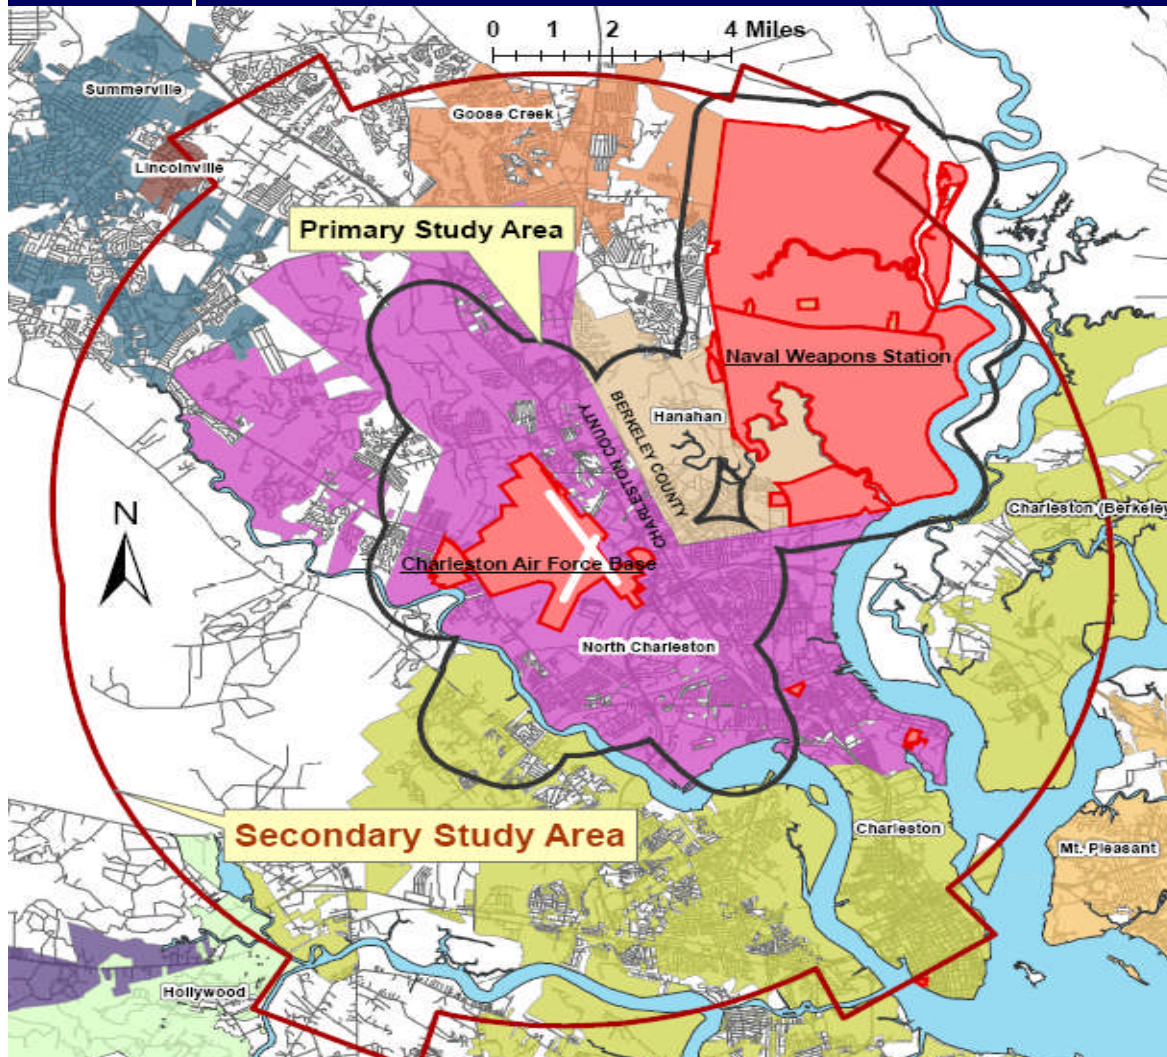 0 1 2 4 Miles
Summerville
Goose Creek
Lincolnville
Primary Study Area
Naval Weapons Station
Hanahan
BERKELEY COUNTY
CHARLESTON COUNTY
N
Charleston (Berkeley
Charleston Air Force Base
North Charleston
Secondary Study Area
Charleston
Mt. Pleasant
Hollywood